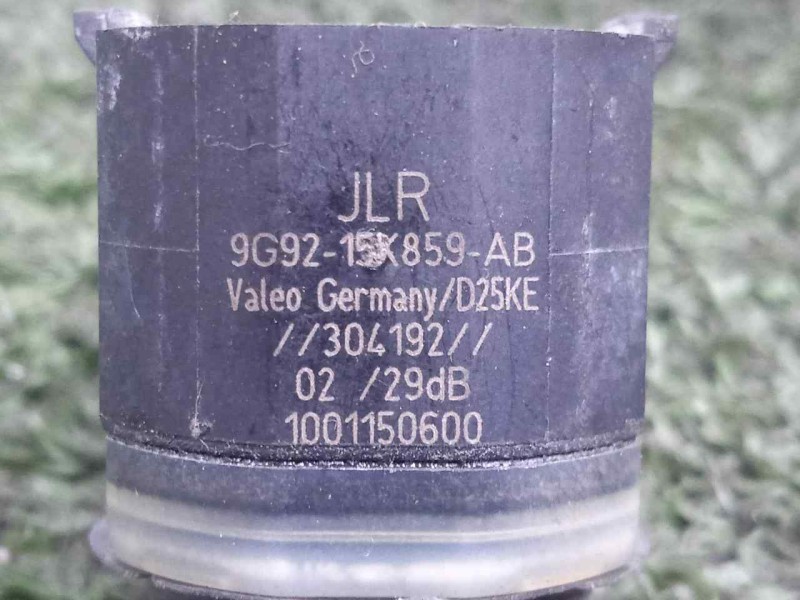 JLR
9G92-15K859-AB
Valeo Germany/D25KE
//304192//
02 /29dB
1001150600